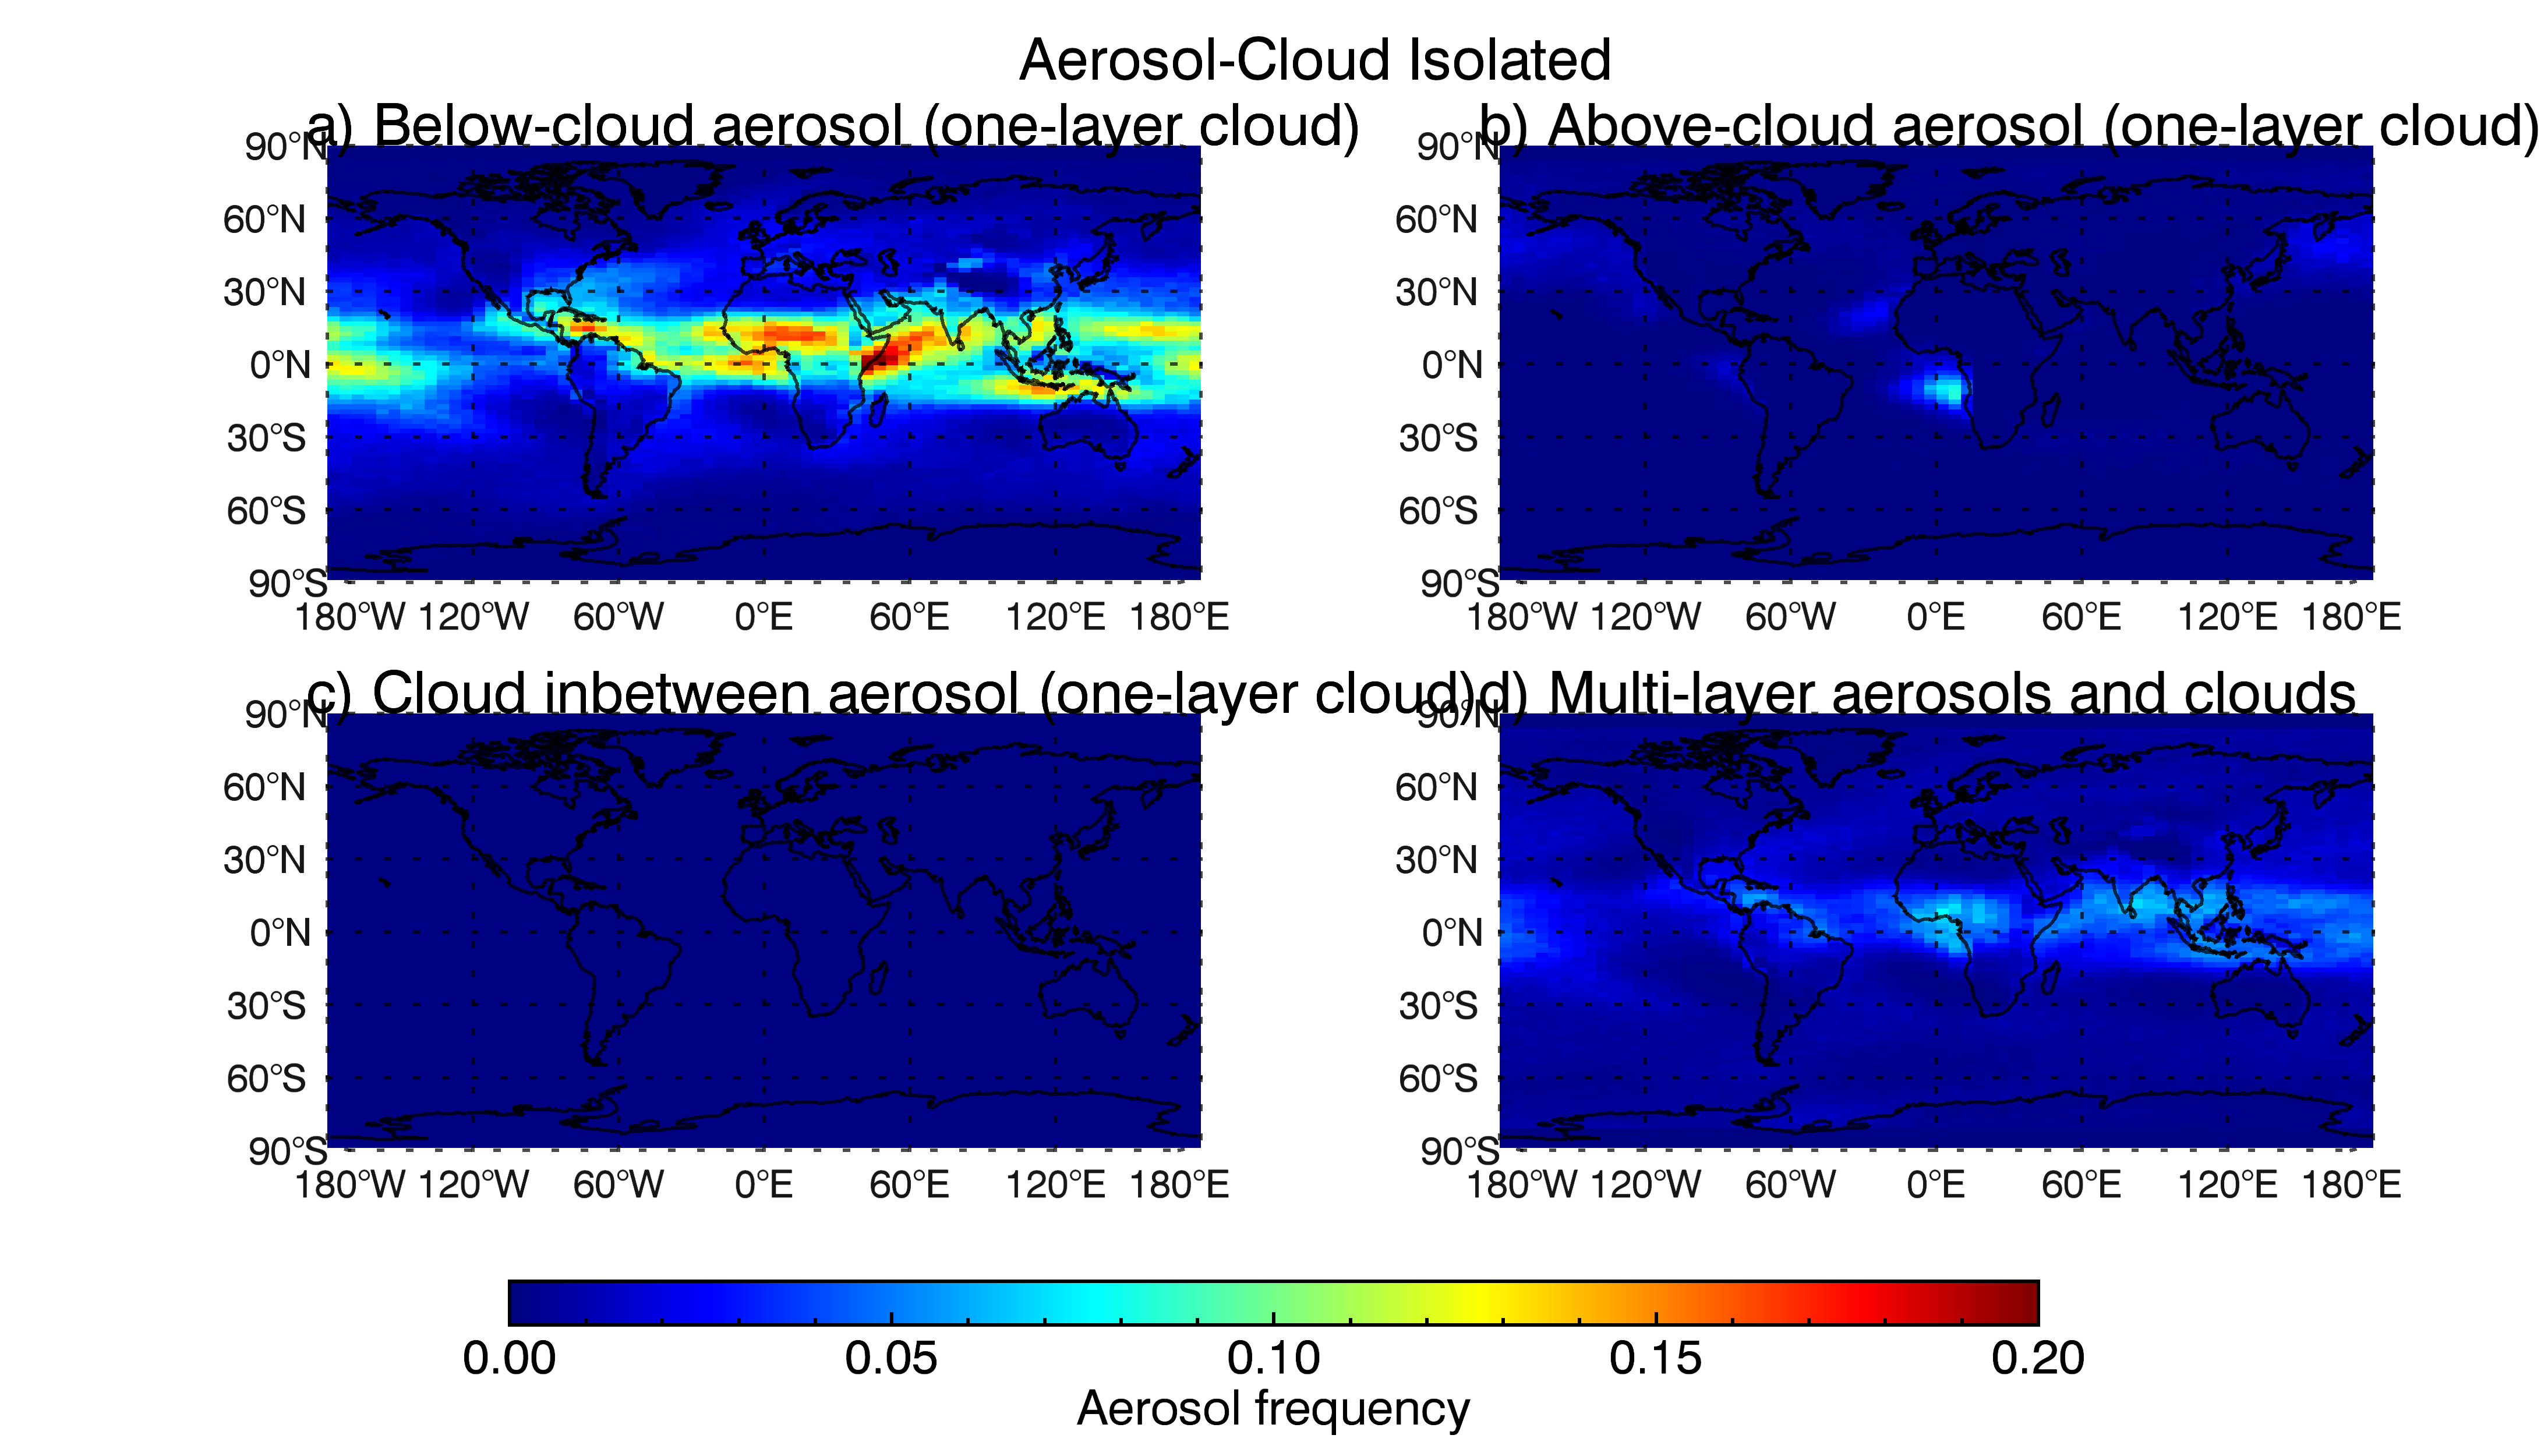 Aerosol-Cloud Isolated
a) Below-cloud aerosol (one-layer cloud)
90°N
60°N
30°N
0°N
30°S
60°S
90°S
180°W 120°W 60°W 0°E 60°E 120°E 180°E
b) Above-cloud aerosol (one-layer cloud)
90°N
60°N
30°N
0°N
30°S
60°S
90°S
180°W 120°W 60°W 0°E 60°E 120°E 180°E
c) Cloud inbetween aerosol (one-layer cloud)
90°N
60°N
30°N
0°N
30°S
60°S
90°S
180°W 120°W 60°W 0°E 60°E 120°E 180°E
d) Multi-layer aerosols and clouds
90°N
60°N
30°N
0°N
30°S
60°S
90°S
180°W 120°W 60°W 0°E 60°E 120°E 180°E
0.00 0.05 0.10 0.15 0.20
Aerosol frequency